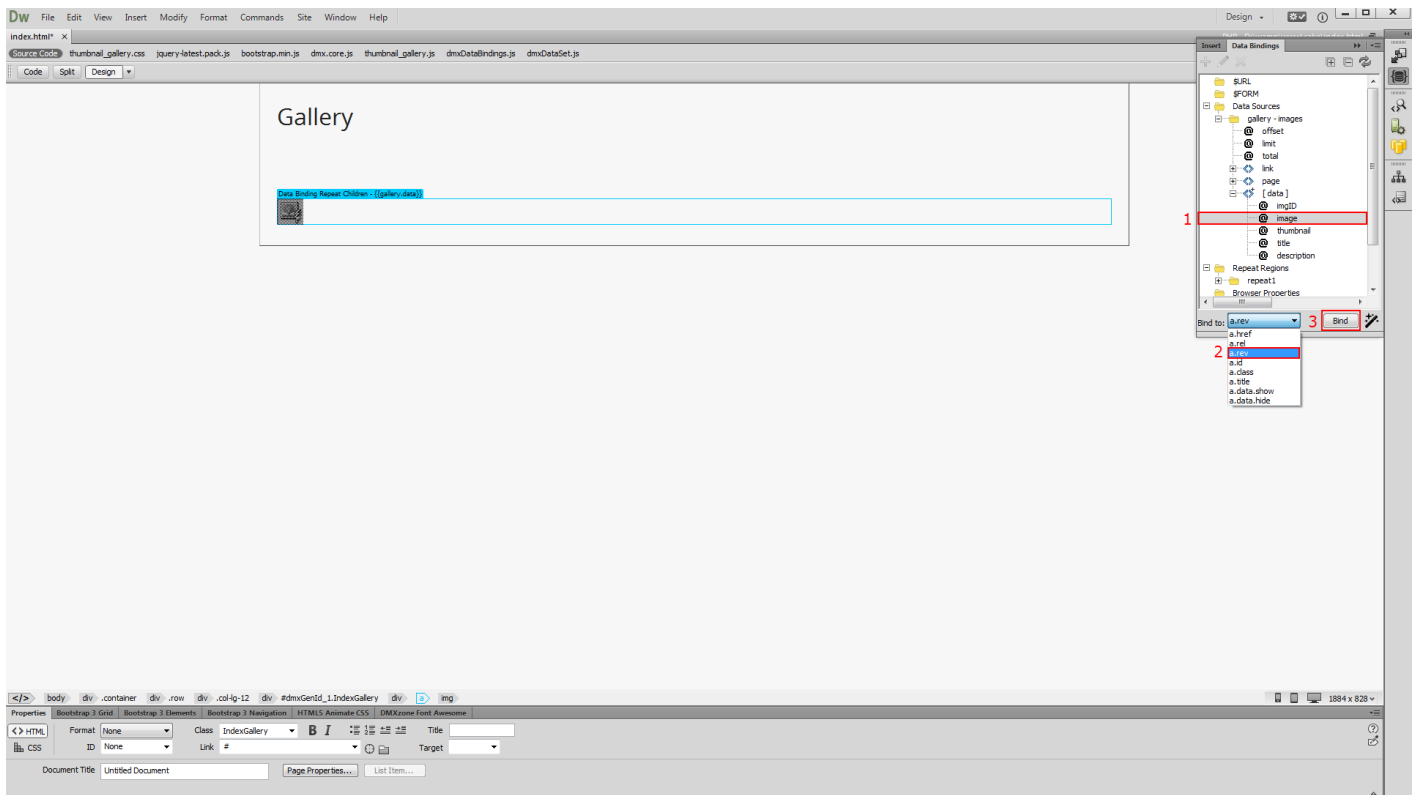 Dw File Edit View Insert Modify Format Commands Site Window Help Design
index.html* ×
Source Code thumbnail_gallery.css jquery-latest.pack.js bootstrap.min.js dmx.core.js thumbnail_gallery.js dmxDataBindings.js dmxDataSet.js
Code Split Design
Insert Data Bindings
$URL
$FORM
Data Sources
gallery - images
@ offset
@ limit
@ total
link
page
[ data ]
@ imgID
1 @ image
@ thumbnail
@ title
@ description
Repeat Regions
repeat1
Browser Properties
Bind to: a.rev 3 Bind
a.href
a.rel
2 a.rev
a.id
a.class
a.title
a.data.show
a.data.hide
Gallery
Data Binding Repeat Children - {{gallery.data}}
</> body div .container div .row div .col-lg-12 div #dmxGenId_1.IndexGallery div a img 1884 x 828
Properties Bootstrap 3 Grid Bootstrap 3 Elements Bootstrap 3 Navigation HTML5 Animate CSS DMXzone Font Awesome
<> HTML Format None Class IndexGallery B I Title
CSS ID None Link # Target
Document Title Untitled Document Page Properties... List Item...